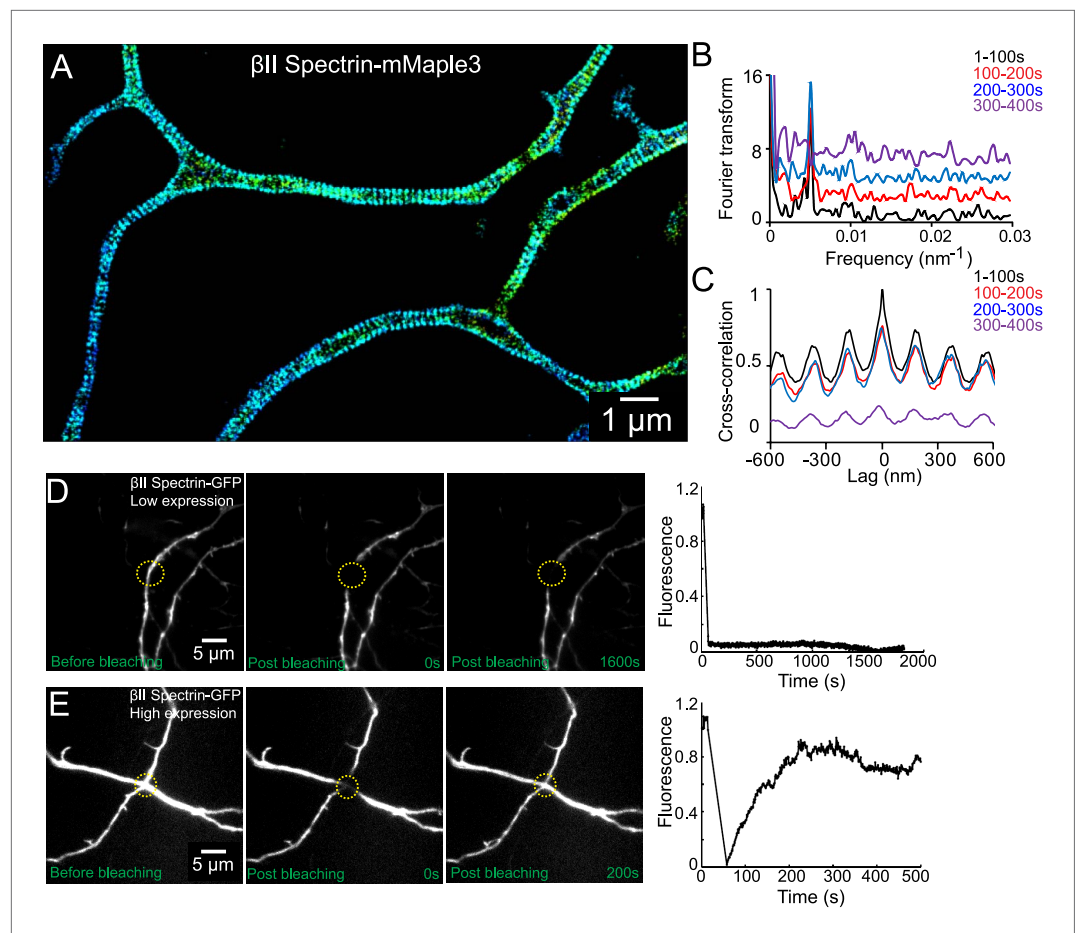 A
βII Spectrin-mMaple3
1 µm
B
1-100s
100-200s
200-300s
300-400s
Fourier transform
16
8
0
0
0.01
0.02
0.03
Frequency (nm-1)
C
1-100s
100-200s
200-300s
300-400s
Cross-correlation
1
0.5
0
-600
-300
0
300
600
Lag (nm)
D
βII Spectrin-GFP
Low expression
5 µm
Before bleaching
Post bleaching
0s
Post bleaching
1600s
Fluorescence
1.2
0.8
0.4
0
0
500
1000
1500
2000
Time (s)
E
βII Spectrin-GFP
High expression
5 µm
Before bleaching
Post bleaching
0s
Post bleaching
200s
Fluorescence
1.2
0.8
0.4
0
0
100
200
300
400
500
Time (s)